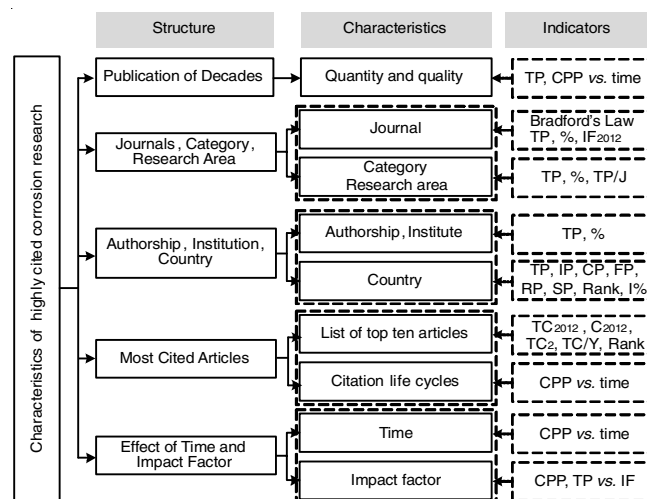 Structure
Characteristics
Indicators
Characteristics of highly cited corrosion research
Publication of Decades
Quantity and quality
TP, CPP vs. time
Journals, Category,
Research Area
Journal
Bradford's Law
TP, %, IF2012
Category
Research area
TP, %, TP/J
Authorship, Institution,
Country
Authorship, Institute
TP, %
Country
TP, IP, CP, FP,
RP, SP, Rank, I%
Most Cited Articles
List of top ten articles
TC2012 , C2012,
TC2, TC/Y, Rank
Citation life cycles
CPP vs. time
Effect of Time and
Impact Factor
Time
CPP vs. time
Impact factor
CPP, TP vs. IF